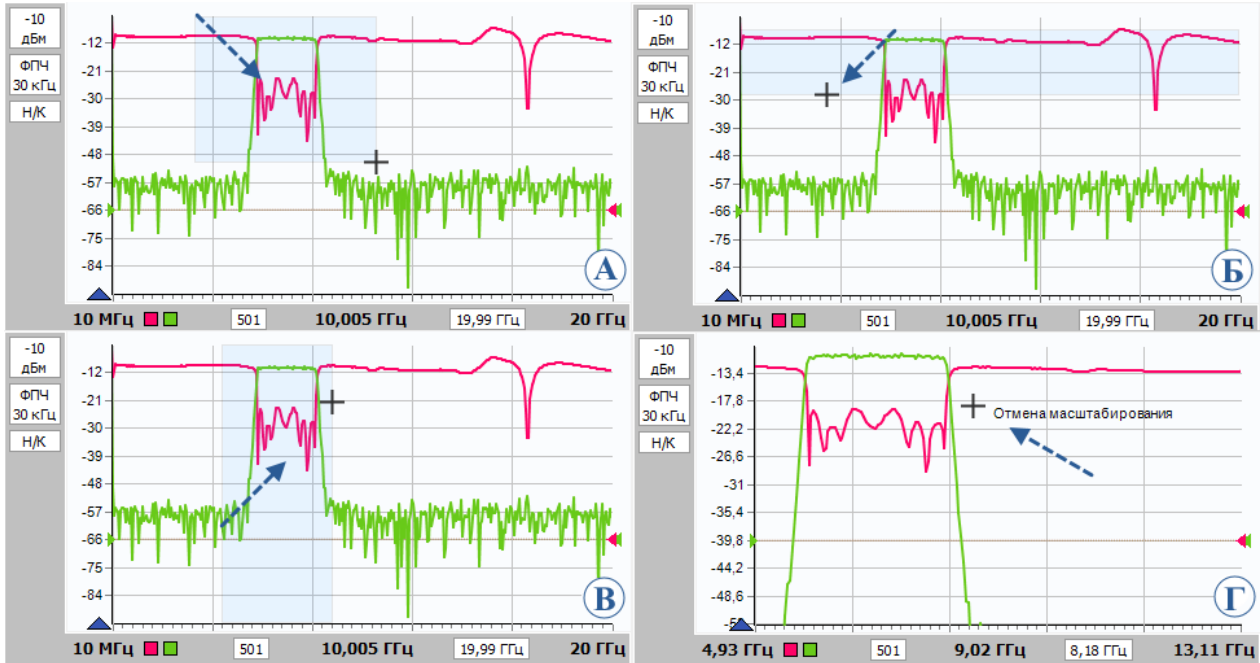 -10
дБм
ФПЧ
30 кГц
Н/К
-12
-21
-30
-39
-48
-57
-66
-75
-84
А
10 МГц
501
10,005 ГГц
19,99 ГГц
20 ГГц
-10
дБм
ФПЧ
30 кГц
Н/К
-12
-21
-30
-39
-48
-57
-66
-75
-84
Б
10 МГц
501
10,005 ГГц
19,99 ГГц
20 ГГц
-10
дБм
ФПЧ
30 кГц
Н/К
-12
-21
-30
-39
-48
-57
-66
-75
-84
В
10 МГц
501
10,005 ГГц
19,99 ГГц
20 ГГц
-10
дБм
ФПЧ
30 кГц
Н/К
-13,4
-17,8
-22,2
-26,6
-31
-35,4
-39,8
-44,2
-48,6
Отмена масштабирования
Г
4,93 ГГц
501
9,02 ГГц
8,18 ГГц
13,11 ГГц